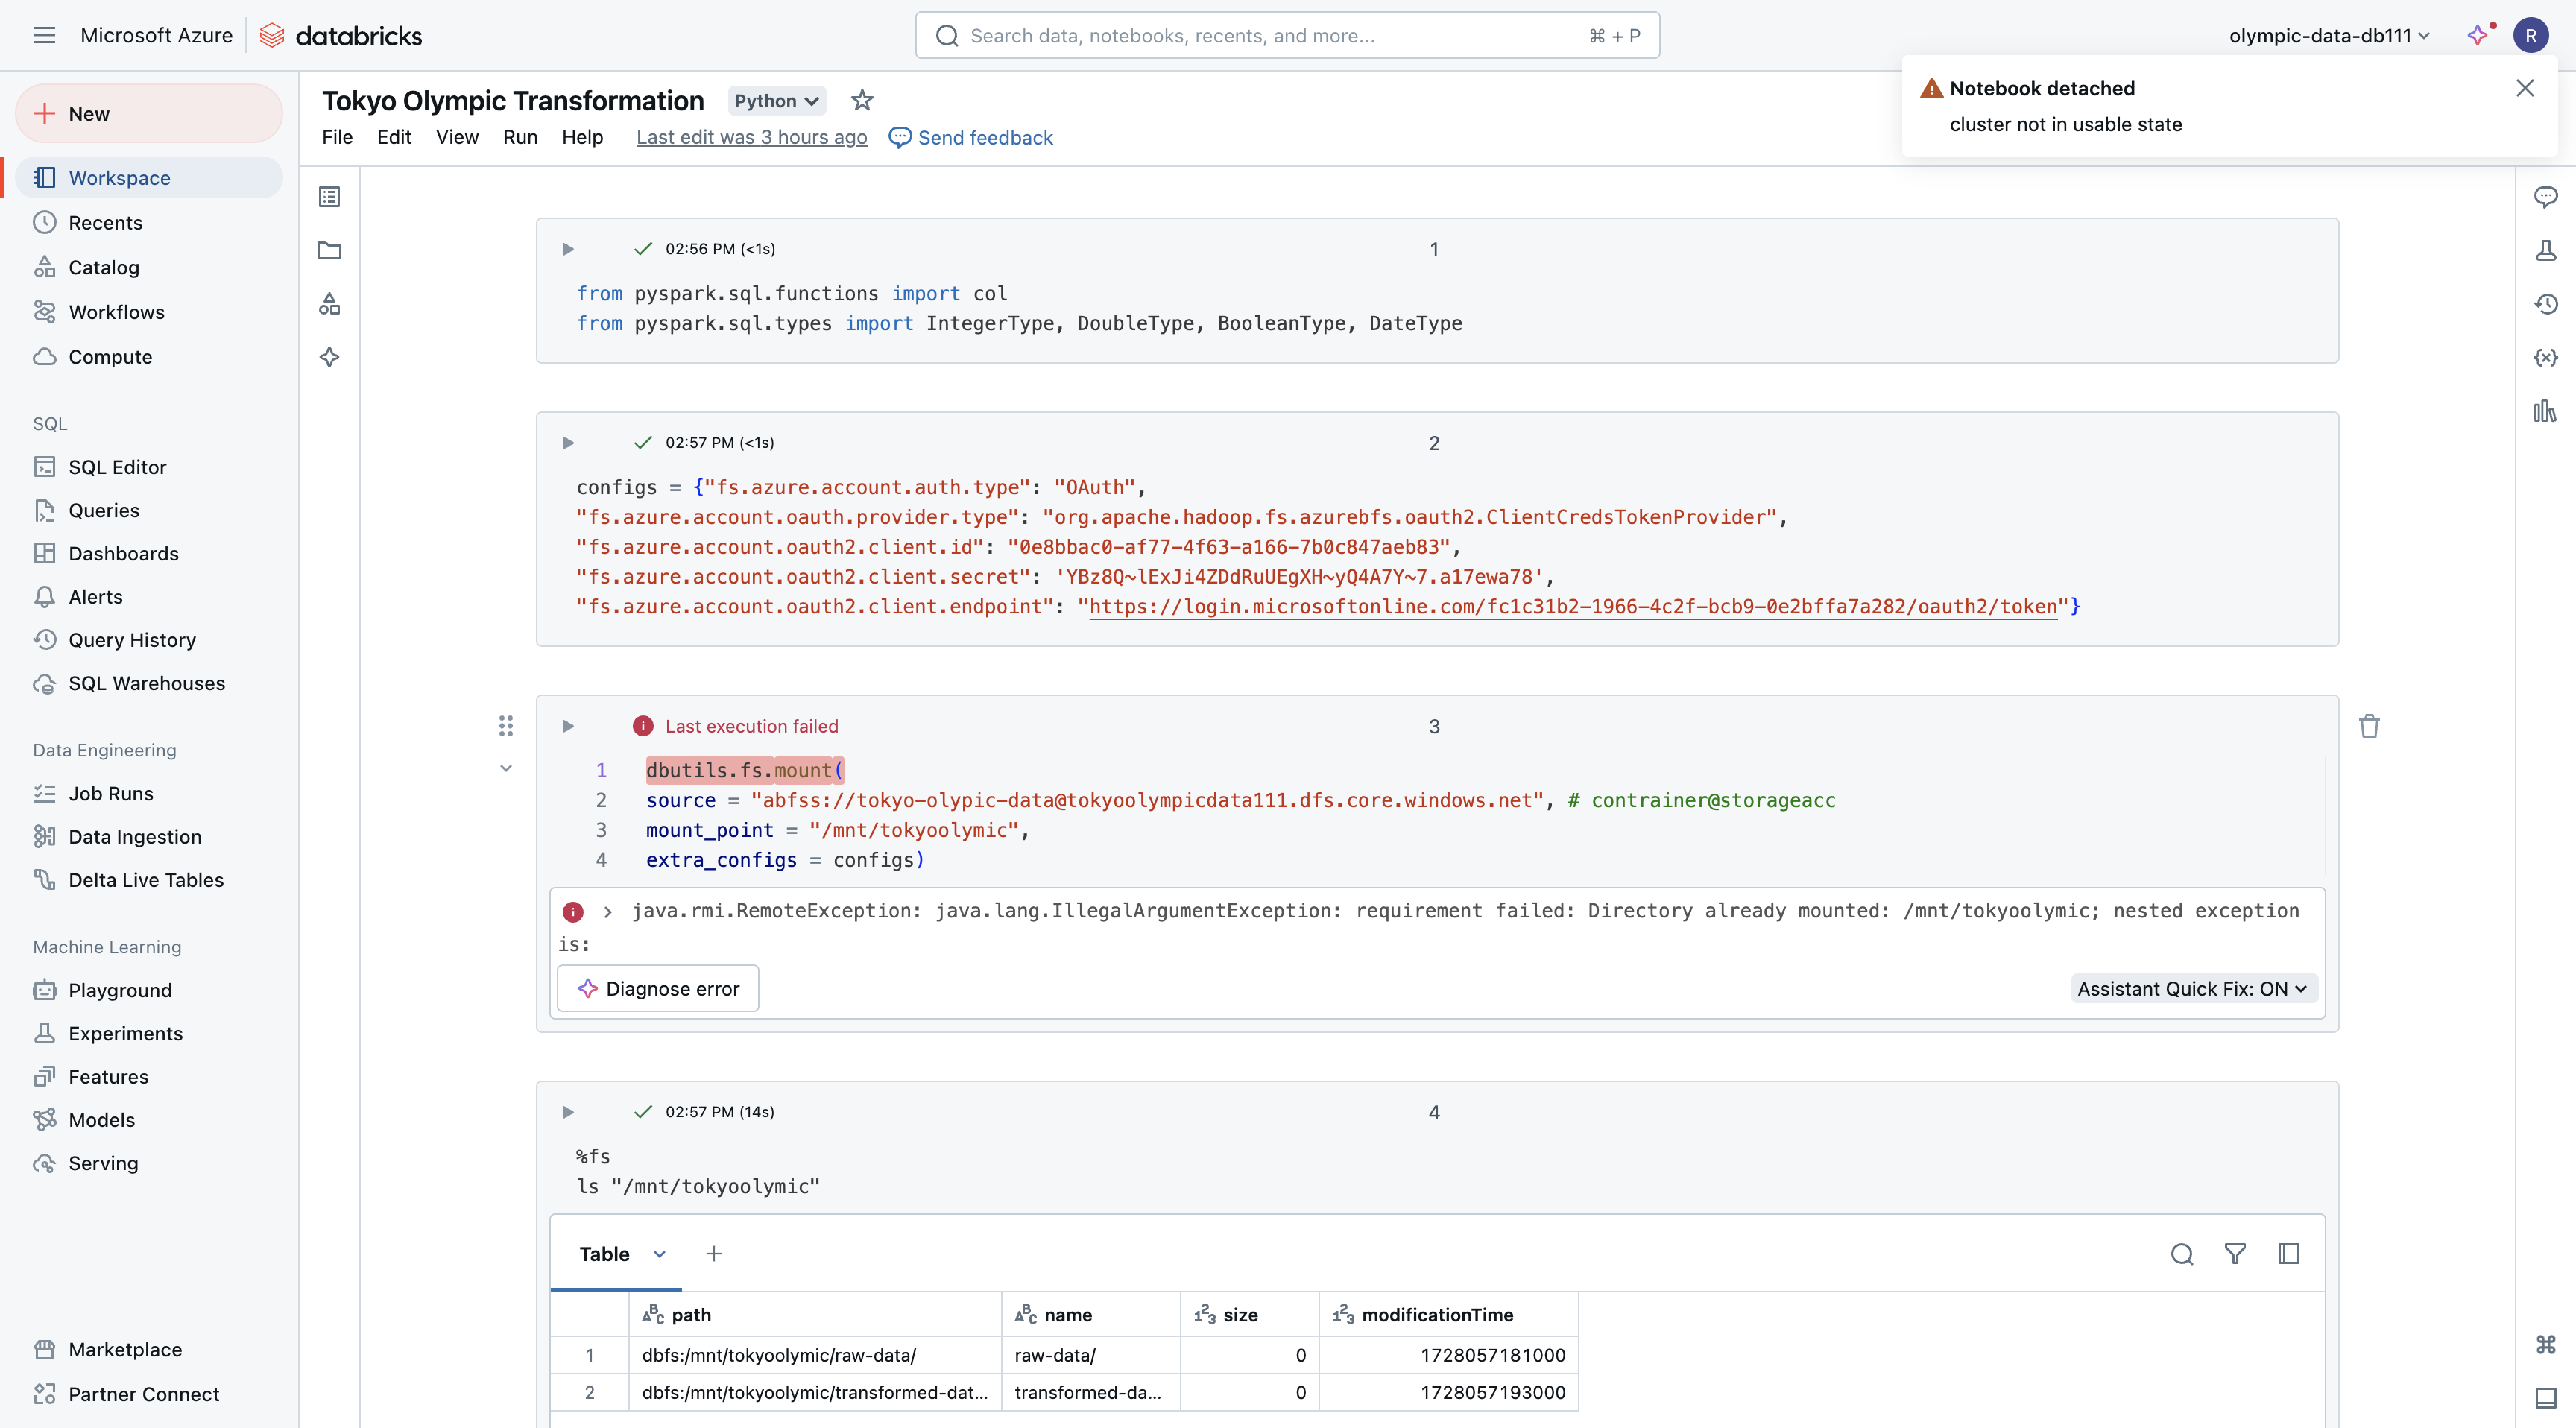 Microsoft Azure
databricks
Search data, notebooks, recents, and more...
⌘ + P
olympic-data-db111
R
Notebook detached
cluster not in usable state
New
Workspace
Recents
Catalog
Workflows
Compute
SQL
SQL Editor
Queries
Dashboards
Alerts
Query History
SQL Warehouses
Data Engineering
Job Runs
Data Ingestion
Delta Live Tables
Machine Learning
Playground
Experiments
Features
Models
Serving
Marketplace
Partner Connect
Tokyo Olympic Transformation
Python
File Edit View Run Help Last edit was 3 hours ago Send feedback
02:56 PM (<1s)
1
from pyspark.sql.functions import col
from pyspark.sql.types import IntegerType, DoubleType, BooleanType, DateType
02:57 PM (<1s)
2
configs = {"fs.azure.account.auth.type": "OAuth",
"fs.azure.account.oauth.provider.type": "org.apache.hadoop.fs.azurebfs.oauth2.ClientCredsTokenProvider",
"fs.azure.account.oauth2.client.id": "0e8bbac0-af77-4f63-a166-7b0c847aeb83",
"fs.azure.account.oauth2.client.secret": 'YBz8Q~lExJi4ZDdRuUEgXH~yQ4A7Y~7.a17ewa78',
"fs.azure.account.oauth2.client.endpoint": "https://login.microsoftonline.com/fc1c31b2-1966-4c2f-bcb9-0e2bffa7a282/oauth2/token"}
Last execution failed
3
1 dbutils.fs.mount(
2 source = "abfss://tokyo-olypic-data@tokyoolympicdata111.dfs.core.windows.net", # contrainer@storageacc
3 mount_point = "/mnt/tokyoolymic",
4 extra_configs = configs)
java.rmi.RemoteException: java.lang.IllegalArgumentException: requirement failed: Directory already mounted: /mnt/tokyoolymic; nested exception
is:
Diagnose error
Assistant Quick Fix: ON
02:57 PM (14s)
4
%fs
ls "/mnt/tokyoolymic"
Table
path name size modificationTime
1 dbfs:/mnt/tokyoolymic/raw-data/ raw-data/ 0 1728057181000
2 dbfs:/mnt/tokyoolymic/transformed-dat... transformed-da... 0 1728057193000